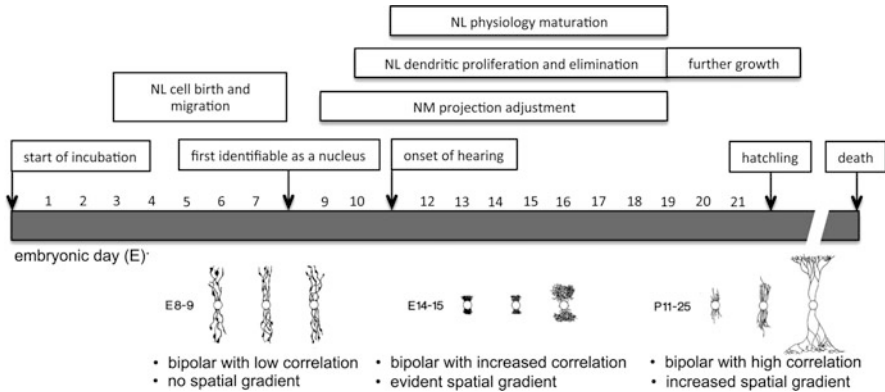 NL physiology maturation
NL dendritic proliferation and elimination
further growth
NL cell birth and
migration
NM projection adjustment
start of incubation
first identifiable as a nucleus
onset of hearing
hatchling
death
1 2 3 4 5 6 7 9 10 12 13 14 15 16 17 18 19 20 21
embryonic day (E)
E8-9
E14-15
P11-25
• bipolar with low correlation
• no spatial gradient
• bipolar with increased correlation
• evident spatial gradient
• bipolar with high correlation
• increased spatial gradient